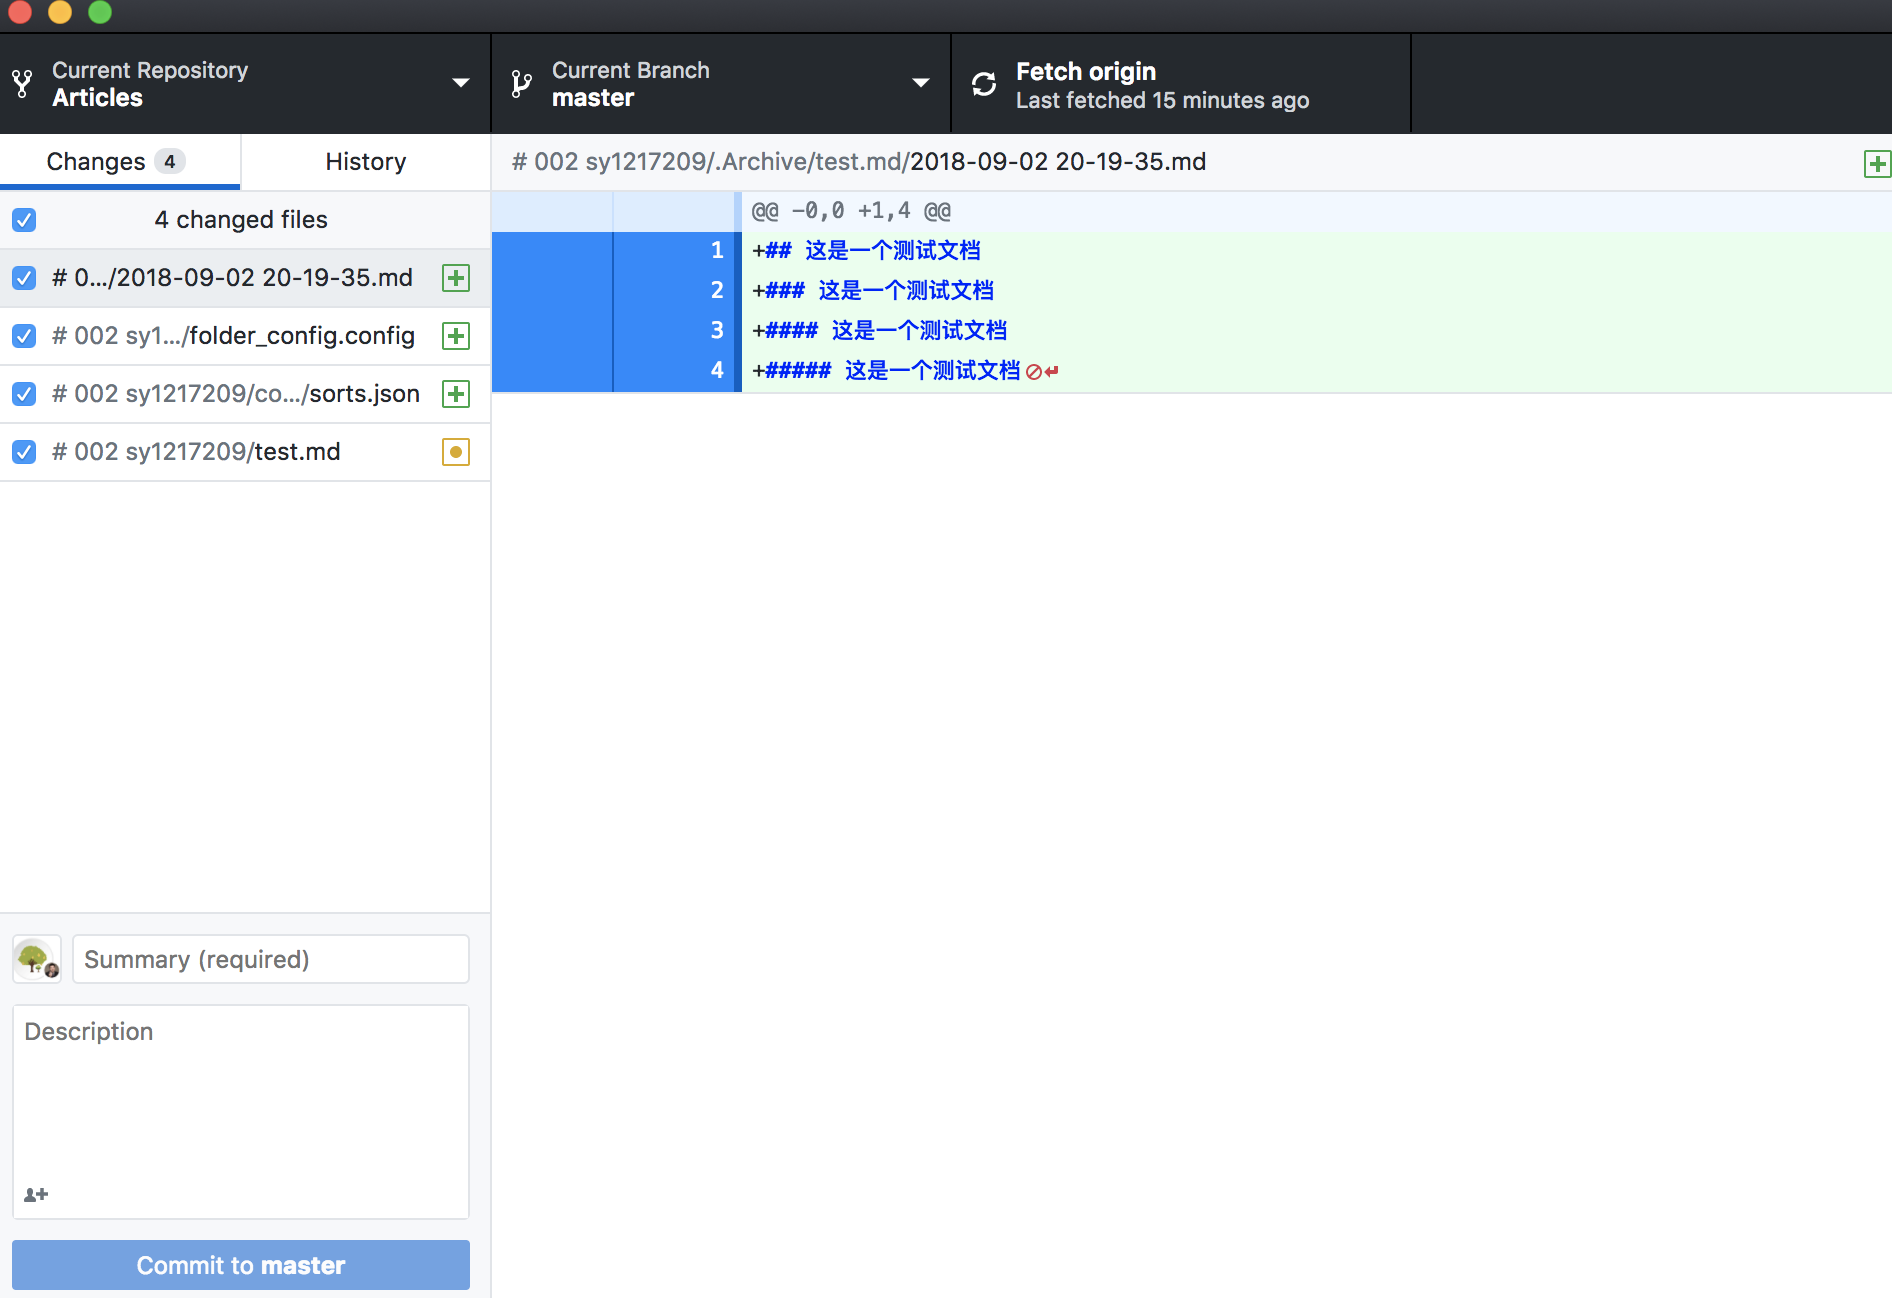 Current Repository
Articles
Current Branch
master
Fetch origin
Last fetched 15 minutes ago
Changes 4
History
# 002 sy1217209/.Archive/test.md/2018-09-02 20-19-35.md
4 changed files
# 0.../2018-09-02 20-19-35.md
# 002 sy1.../folder_config.config
# 002 sy1217209/co.../sorts.json
# 002 sy1217209/test.md
@@ -0,0 +1,4 @@
1 +## 这是一个测试文档
2 +### 这是一个测试文档
3 +#### 这是一个测试文档
4 +##### 这是一个测试文档
Summary (required)
Description
Commit to master